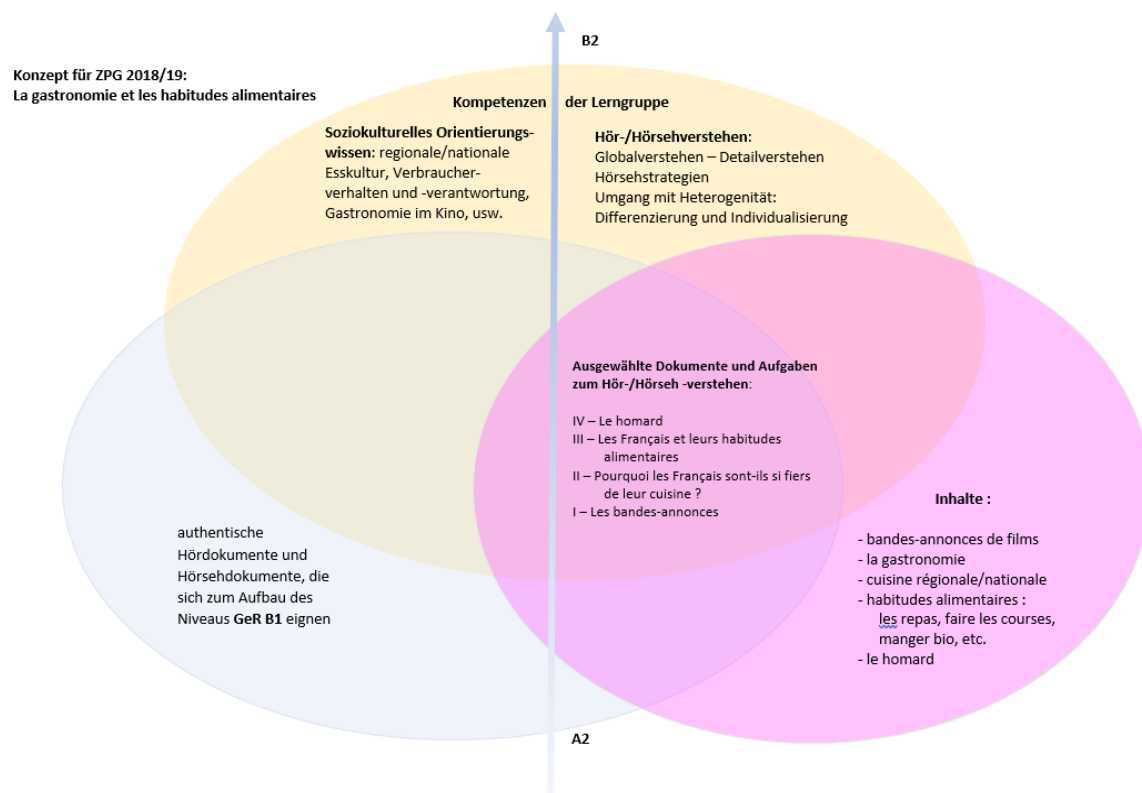 B2
Konzept für ZPG 2018/19:
La gastronomie et les habitudes alimentaires
Kompetenzen der Lerngruppe
Soziokulturelles Orientierungs-
wissen: regionale/nationale
Esskultur, Verbraucher-
verhalten und -verantwortung,
Gastronomie im Kino, usw.
Hör-/Hörsehverstehen:
Globalverstehen – Detailverstehen
Hörsehstrategien
Umgang mit Heterogenität:
Differenzierung und Individualisierung
Ausgewählte Dokumente und Aufgaben
zum Hör-/Hörseh -verstehen:
IV – Le homard
III – Les Français et leurs habitudes
alimentaires
II – Pourquoi les Français sont-ils si fiers
de leur cuisine ?
I – Les bandes-annonces
authentische
Hördokumente und
Hörsehdokumente, die
sich zum Aufbau des
Niveaus GeR B1 eignen
Inhalte :
- bandes-annonces de films
- la gastronomie
- cuisine régionale/nationale
- habitudes alimentaires :
les repas, faire les courses,
manger bio, etc.
- le homard
A2